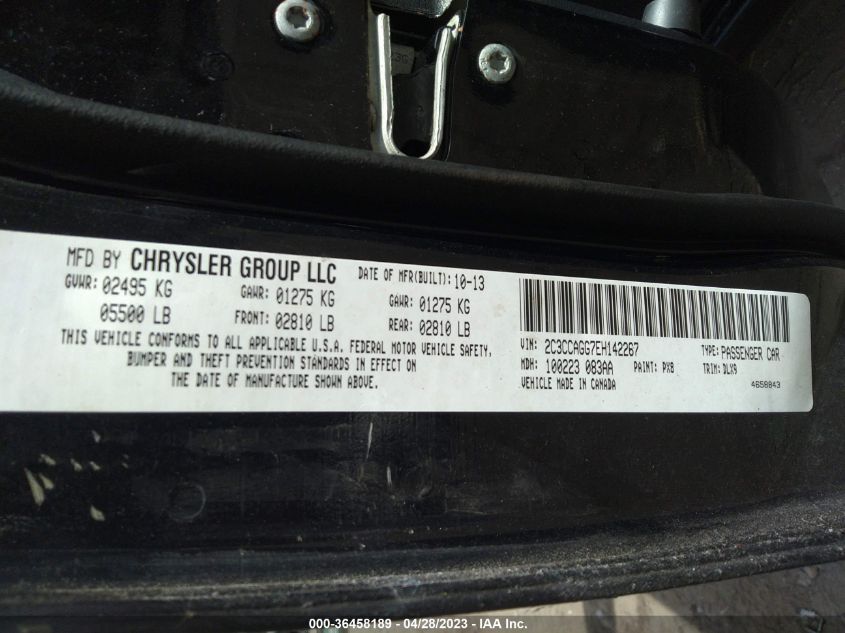 MFD BY CHRYSLER GROUP LLC DATE OF MFR(BUILT): 10-13
GVWR: 02495 KG GAWR: 01275 KG GAWR: 01275 KG
05500 LB FRONT: 02810 LB REAR: 02810 LB
THIS VEHICLE CONFORMS TO ALL APPLICABLE U.S.A. FEDERAL MOTOR VEHICLE SAFETY,
BUMPER AND THEFT PREVENTION STANDARDS IN EFFECT ON
THE DATE OF MANUFACTURE SHOWN ABOVE.
VIN: 2C3CCAGG7EH142267 TYPE: PASSENGER CAR
MDH: 100223 083AA PAINT: PX8 TRIM: DLX9
VEHICLE MADE IN CANADA 4658843
000-36458189 - 04/28/2023 - IAA Inc.